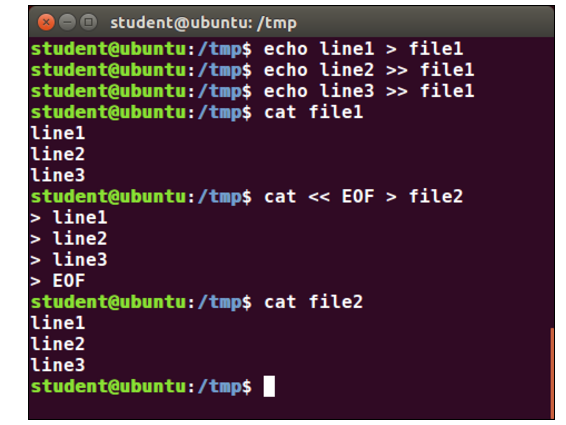 student@ubuntu: /tmp
student@ubuntu:/tmp$ echo line1 > file1
student@ubuntu:/tmp$ echo line2 >> file1
student@ubuntu:/tmp$ echo line3 >> file1
student@ubuntu:/tmp$ cat file1
line1
line2
line3
student@ubuntu:/tmp$ cat << EOF > file2
> line1
> line2
> line3
> EOF
student@ubuntu:/tmp$ cat file2
line1
line2
line3
student@ubuntu:/tmp$